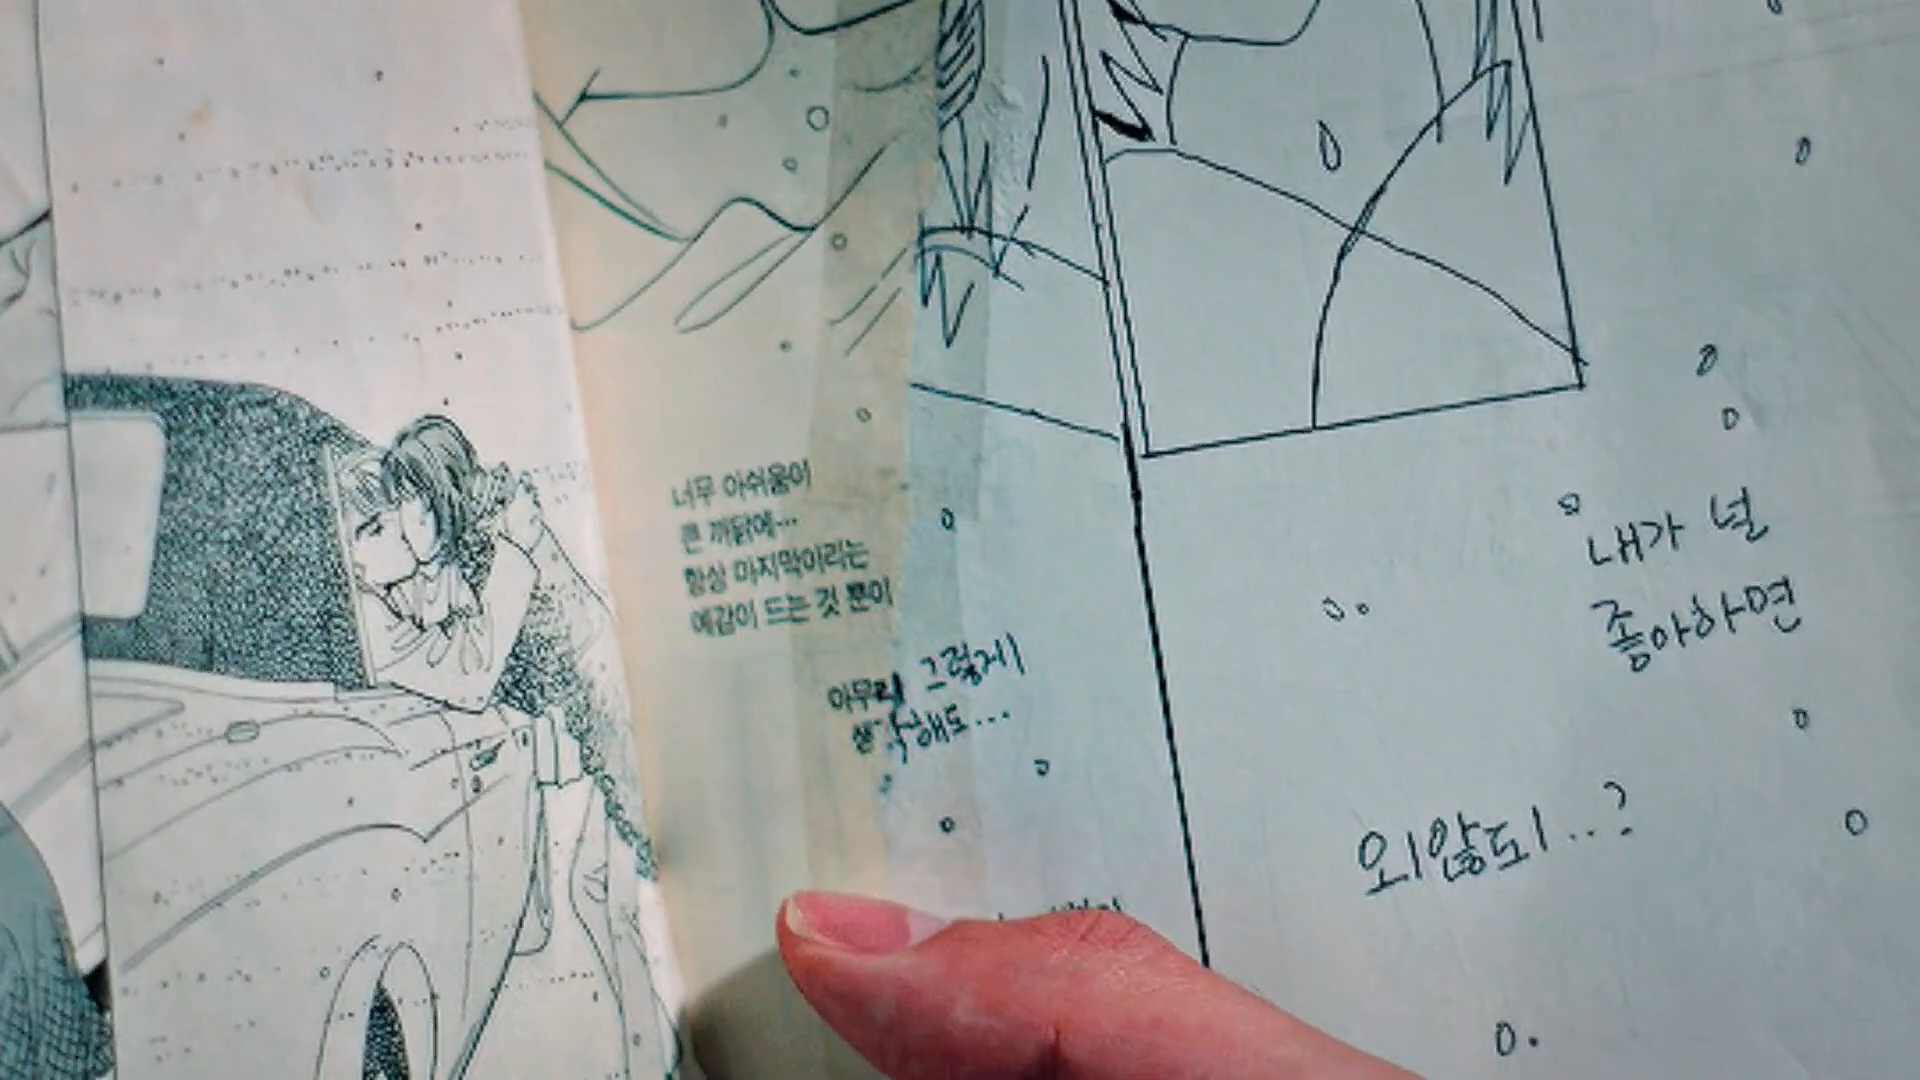 너무 아쉬움이
큰 까닭에…
항상 마지막이라는
예감이 드는 것 뿐이
아무리 그렇게
생각해도...
내가 널
좋아하면
외않되...?